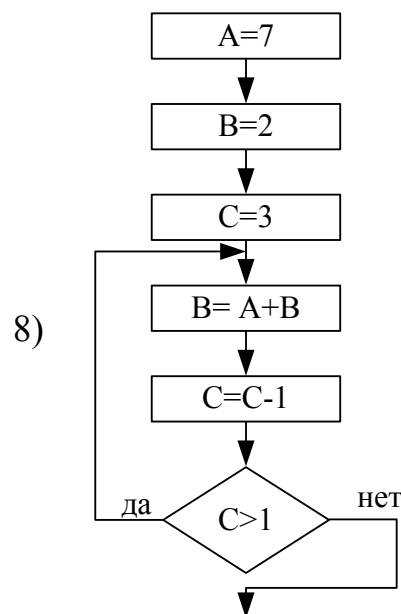 A=7
B=2
C=3
B= A+B
8)
C=C-1
да
C>1
нет